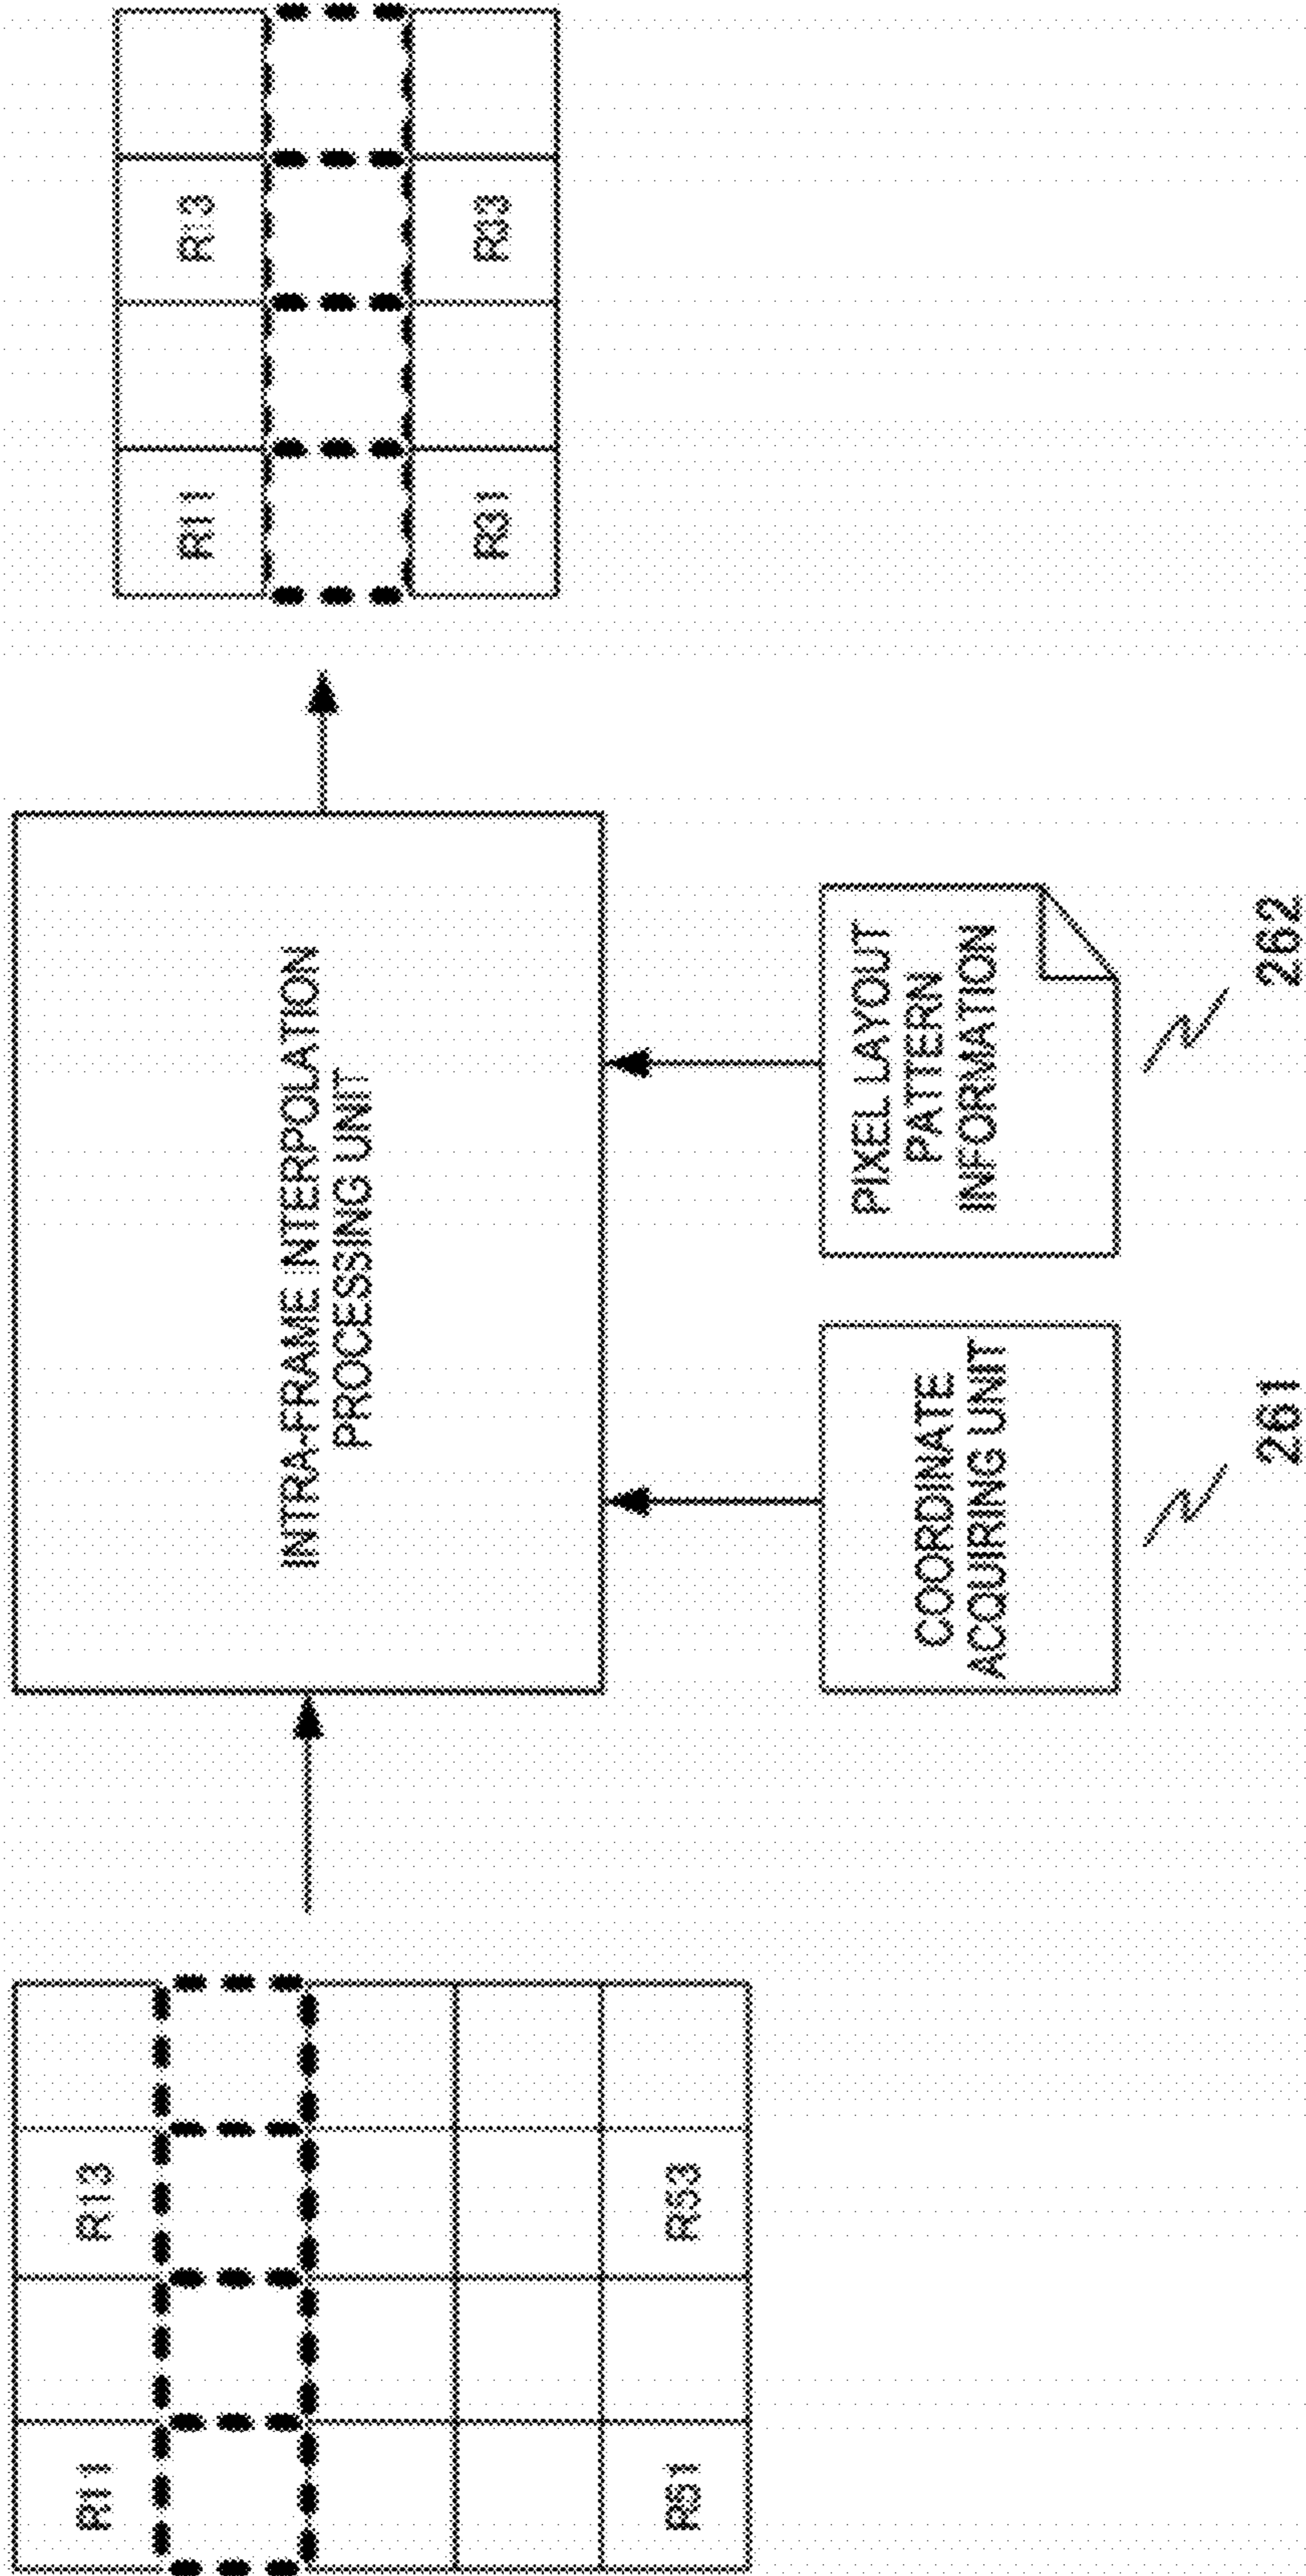 R11 R13
R51 R53
INTRA-FRAME INTERPOLATION
PROCESSING UNIT
COORDINATE
ACQUIRING UNIT
261
PIXEL LAYOUT
PATTERN
INFORMATION
262
R11 R13
R31 R33